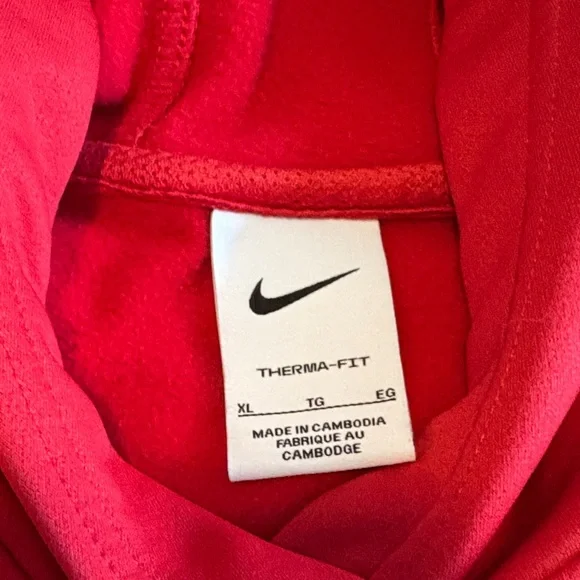 THERMA-FIT
XL TG EG
MADE IN CAMBODIA
FABRIQUE AU
CAMBODGE